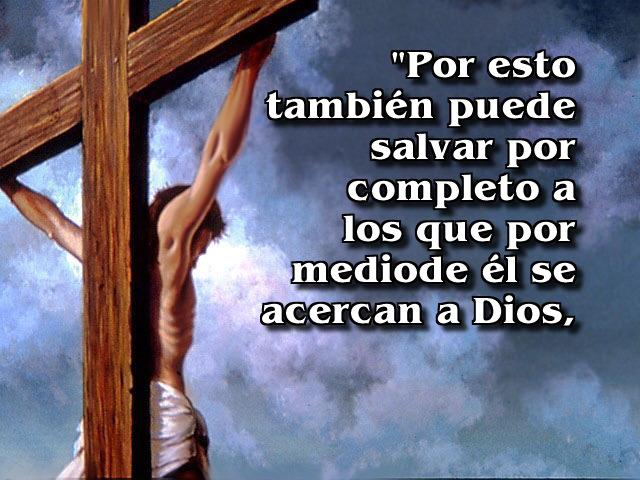 "Por esto
también puede
salvar por
completo a
los que por
mediode él se
acercan a Dios,